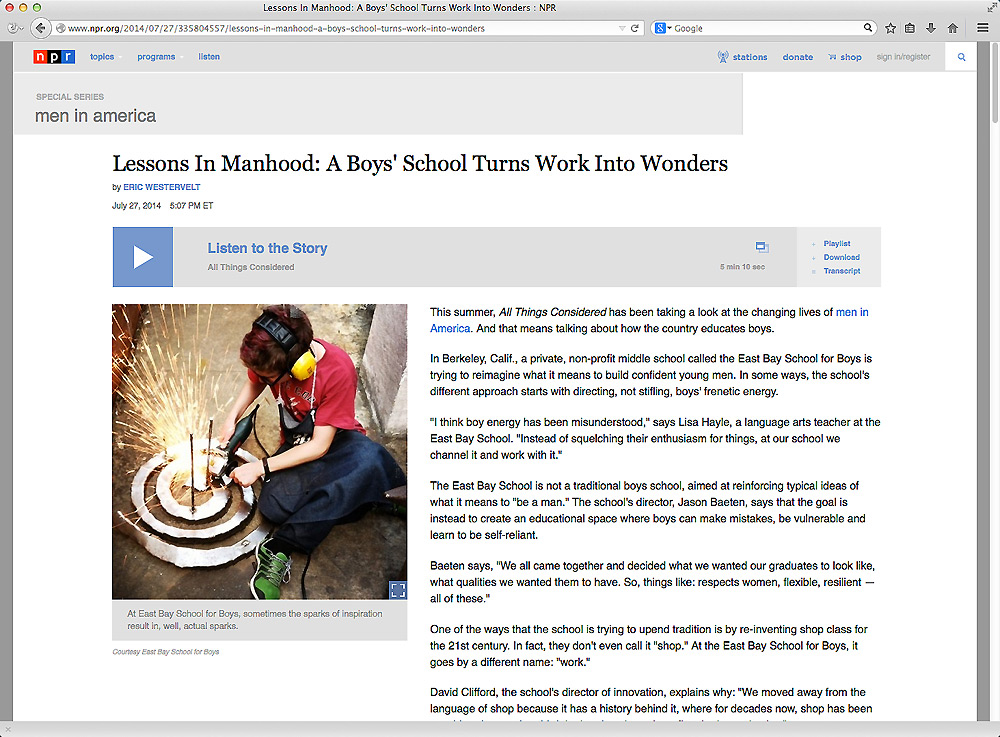 Lessons In Manhood: A Boys' School Turns Work Into Wonders : NPR
www.npr.org/2014/07/27/335804557/lessons-in-manhood-a-boys-school-turns-work-into-wonders
Google
npr topics programs listen stations donate shop sign in/register
SPECIAL SERIES
men in america
Lessons In Manhood: A Boys' School Turns Work Into Wonders
by ERIC WESTERVELT
July 27, 2014 5:07 PM ET
Listen to the Story
All Things Considered
5 min 10 sec
Playlist
Download
Transcript
At East Bay School for Boys, sometimes the sparks of inspiration
result in, well, actual sparks.
Courtesy East Bay School for Boys
This summer, All Things Considered has been taking a look at the changing lives of men in
America. And that means talking about how the country educates boys.
In Berkeley, Calif., a private, non-profit middle school called the East Bay School for Boys is
trying to reimagine what it means to build confident young men. In some ways, the school's
different approach starts with directing, not stifling, boys' frenetic energy.
"I think boy energy has been misunderstood," says Lisa Hayle, a language arts teacher at the
East Bay School. "Instead of squelching their enthusiasm for things, at our school we
channel it and work with it."
The East Bay School is not a traditional boys school, aimed at reinforcing typical ideas of
what it means to "be a man." The school's director, Jason Baeten, says that the goal is
instead to create an educational space where boys can make mistakes, be vulnerable and
learn to be self-reliant.
Baeten says, "We all came together and decided what we wanted our graduates to look like,
what qualities we wanted them to have. So, things like: respects women, flexible, resilient —
all of these."
One of the ways that the school is trying to upend tradition is by re-inventing shop class for
the 21st century. In fact, they don't even call it "shop." At the East Bay School for Boys, it
goes by a different name: "work."
David Clifford, the school's director of innovation, explains why: "We moved away from the
language of shop because it has a history behind it, where for decades now, shop has been